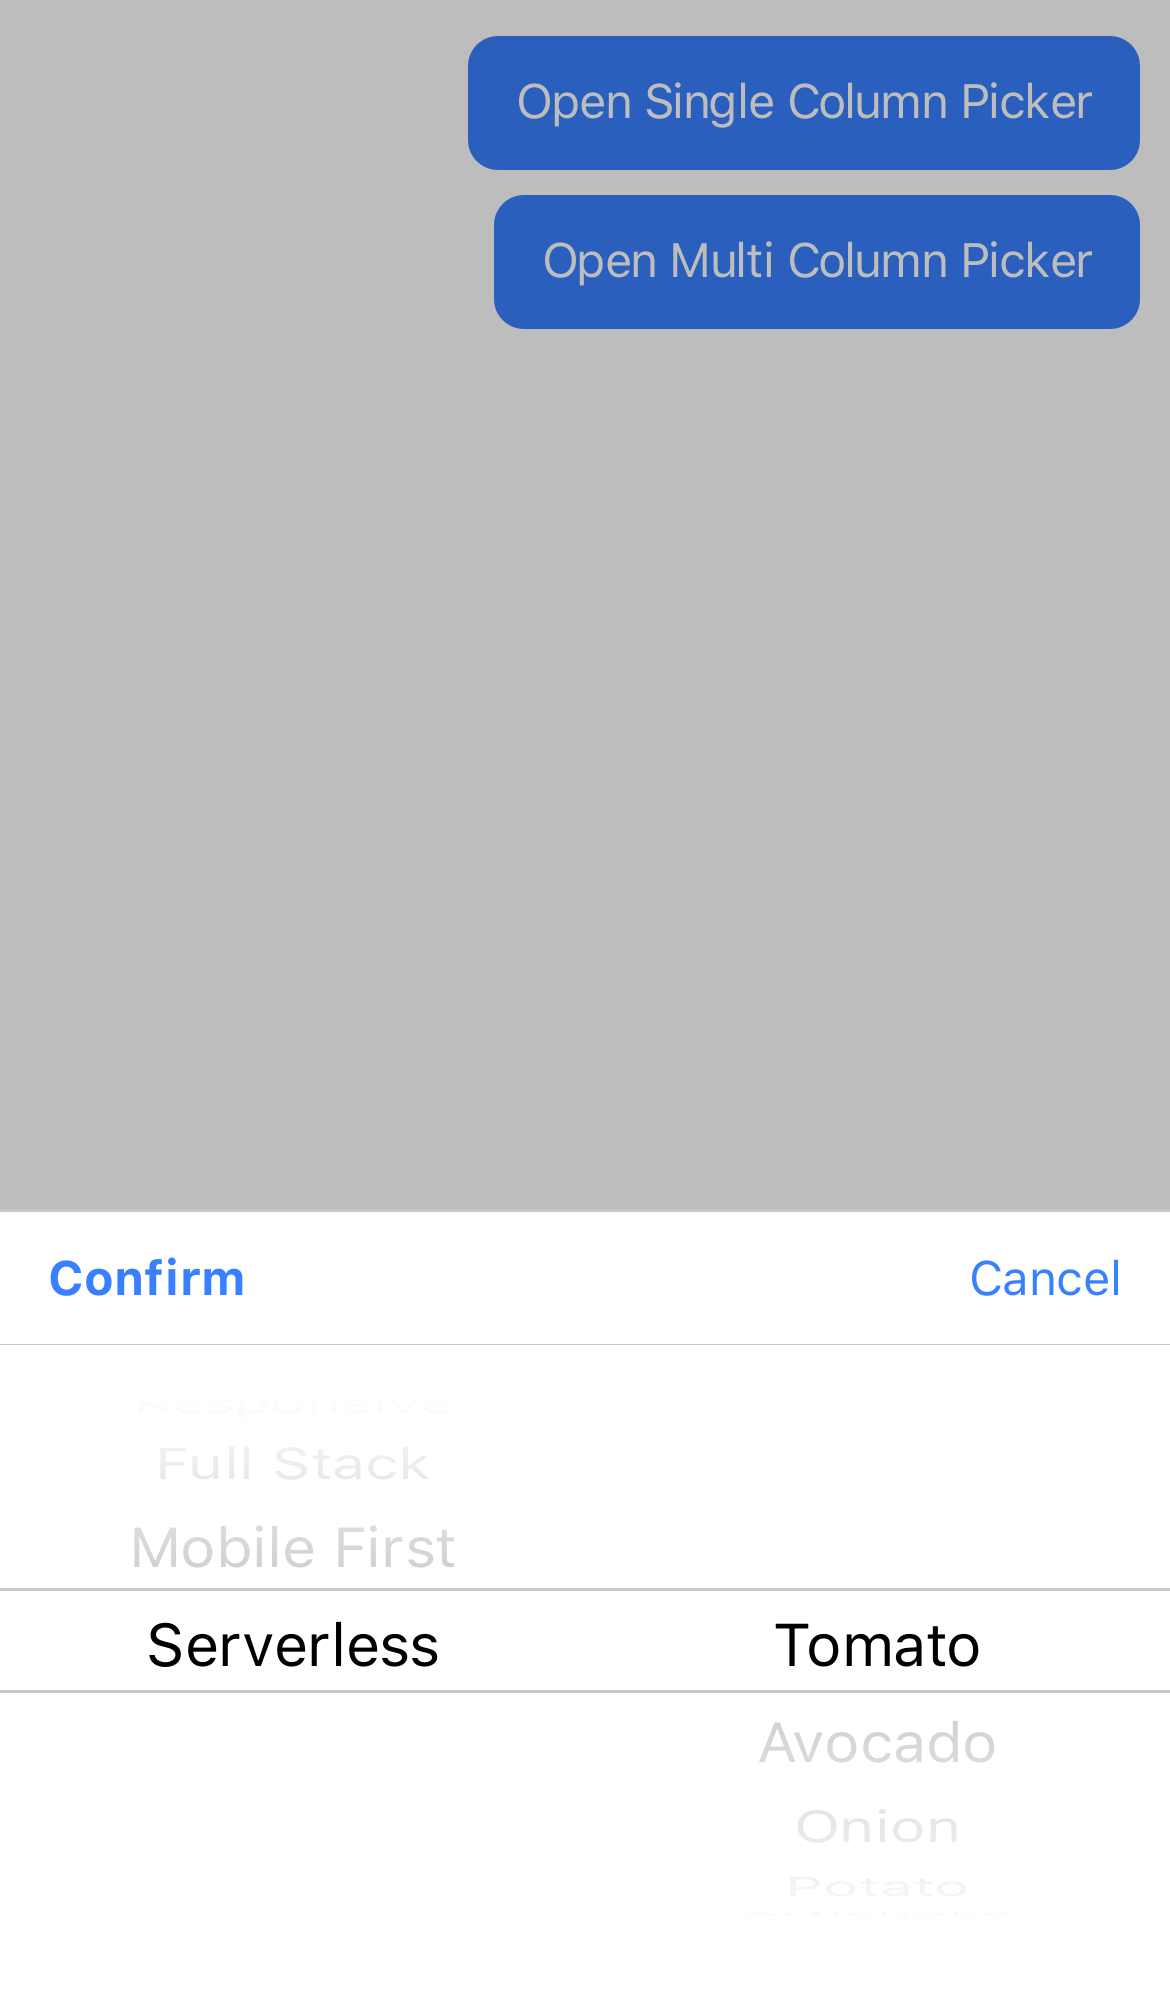 Open Single Column Picker
Open Multi Column Picker
Confirm Cancel
Responsive
Full Stack
Mobile First
Serverless Tomato
Avocado
Onion
Potato